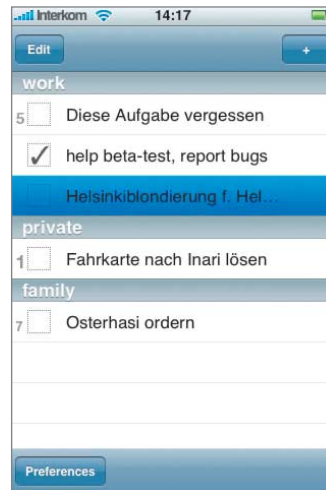 Interkom 14:17
Edit +
work
5 Diese Aufgabe vergessen
help beta-test, report bugs
Helsinkiblondierung f. Hel...
private
1 Fahrkarte nach Inari lösen
family
7 Osterhasi ordern
Preferences